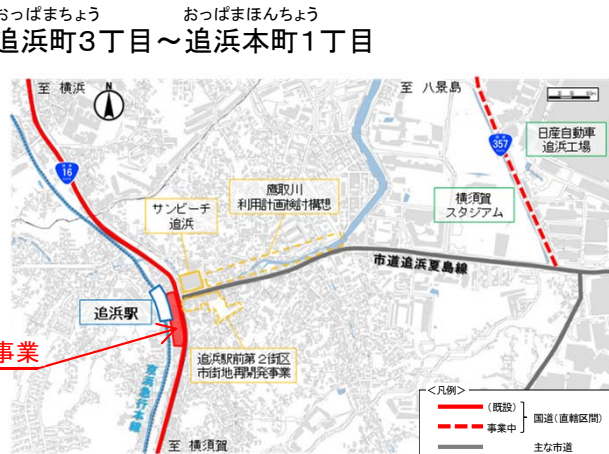 おっぱまちょう おっぱまほんちょう
追浜町3丁目～追浜本町1丁目
至 横浜
N
至 八景島
16
357
日産自動車
追浜工場
鷹取川
利用計画検討構想
サンビーチ
追浜
横須賀
スタジアム
市道追浜夏島線
追浜駅
事業
追浜駅前第2街区
市街地再開発事業
京浜急行本線
至 横須賀
<凡例>
(既設)
事業中
国道(直轄区間)
主な市道